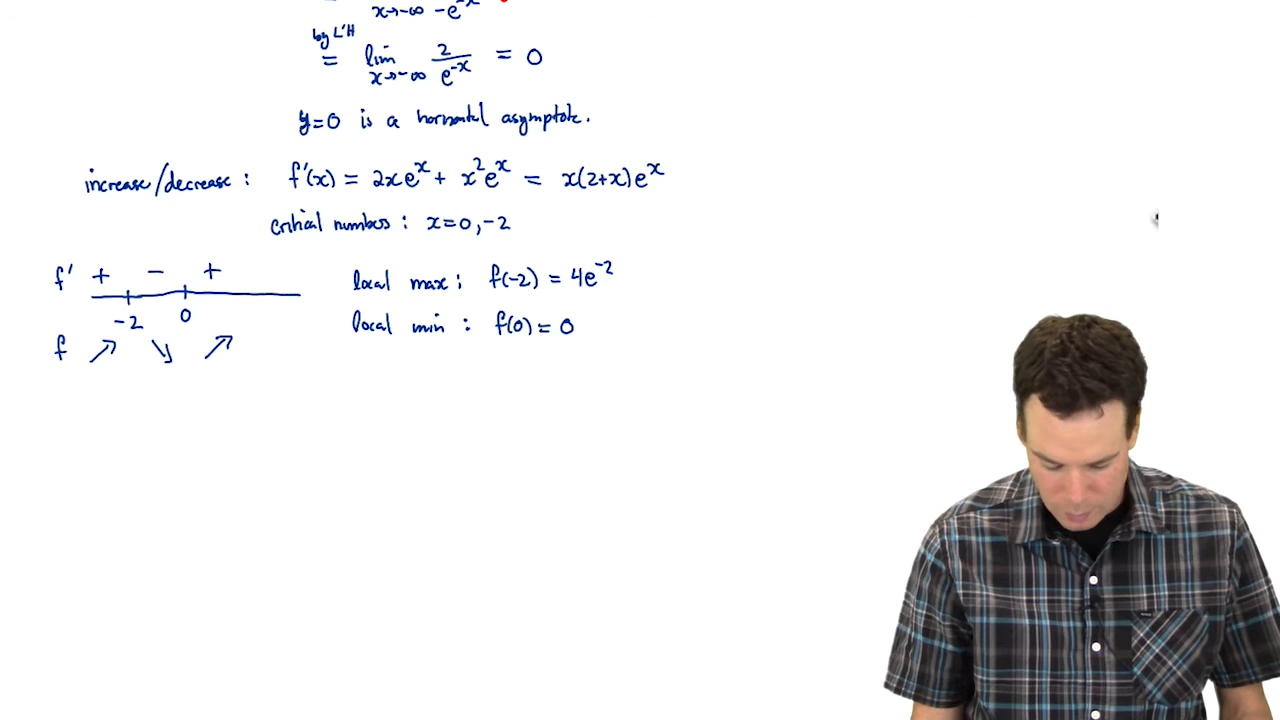 x→-∞ -e^-x
by L'H
= lim x→-∞ 2/e^-x = 0
y=0 is a horizontal asymptote.
increase/decrease : f'(x) = 2xe^x + x^2e^x = x(2+x)e^x
critical numbers : x=0,-2
f' + - +
-2 0
f ↗ ↘ ↗
local max : f(-2) = 4e^-2
local min : f(0) = 0